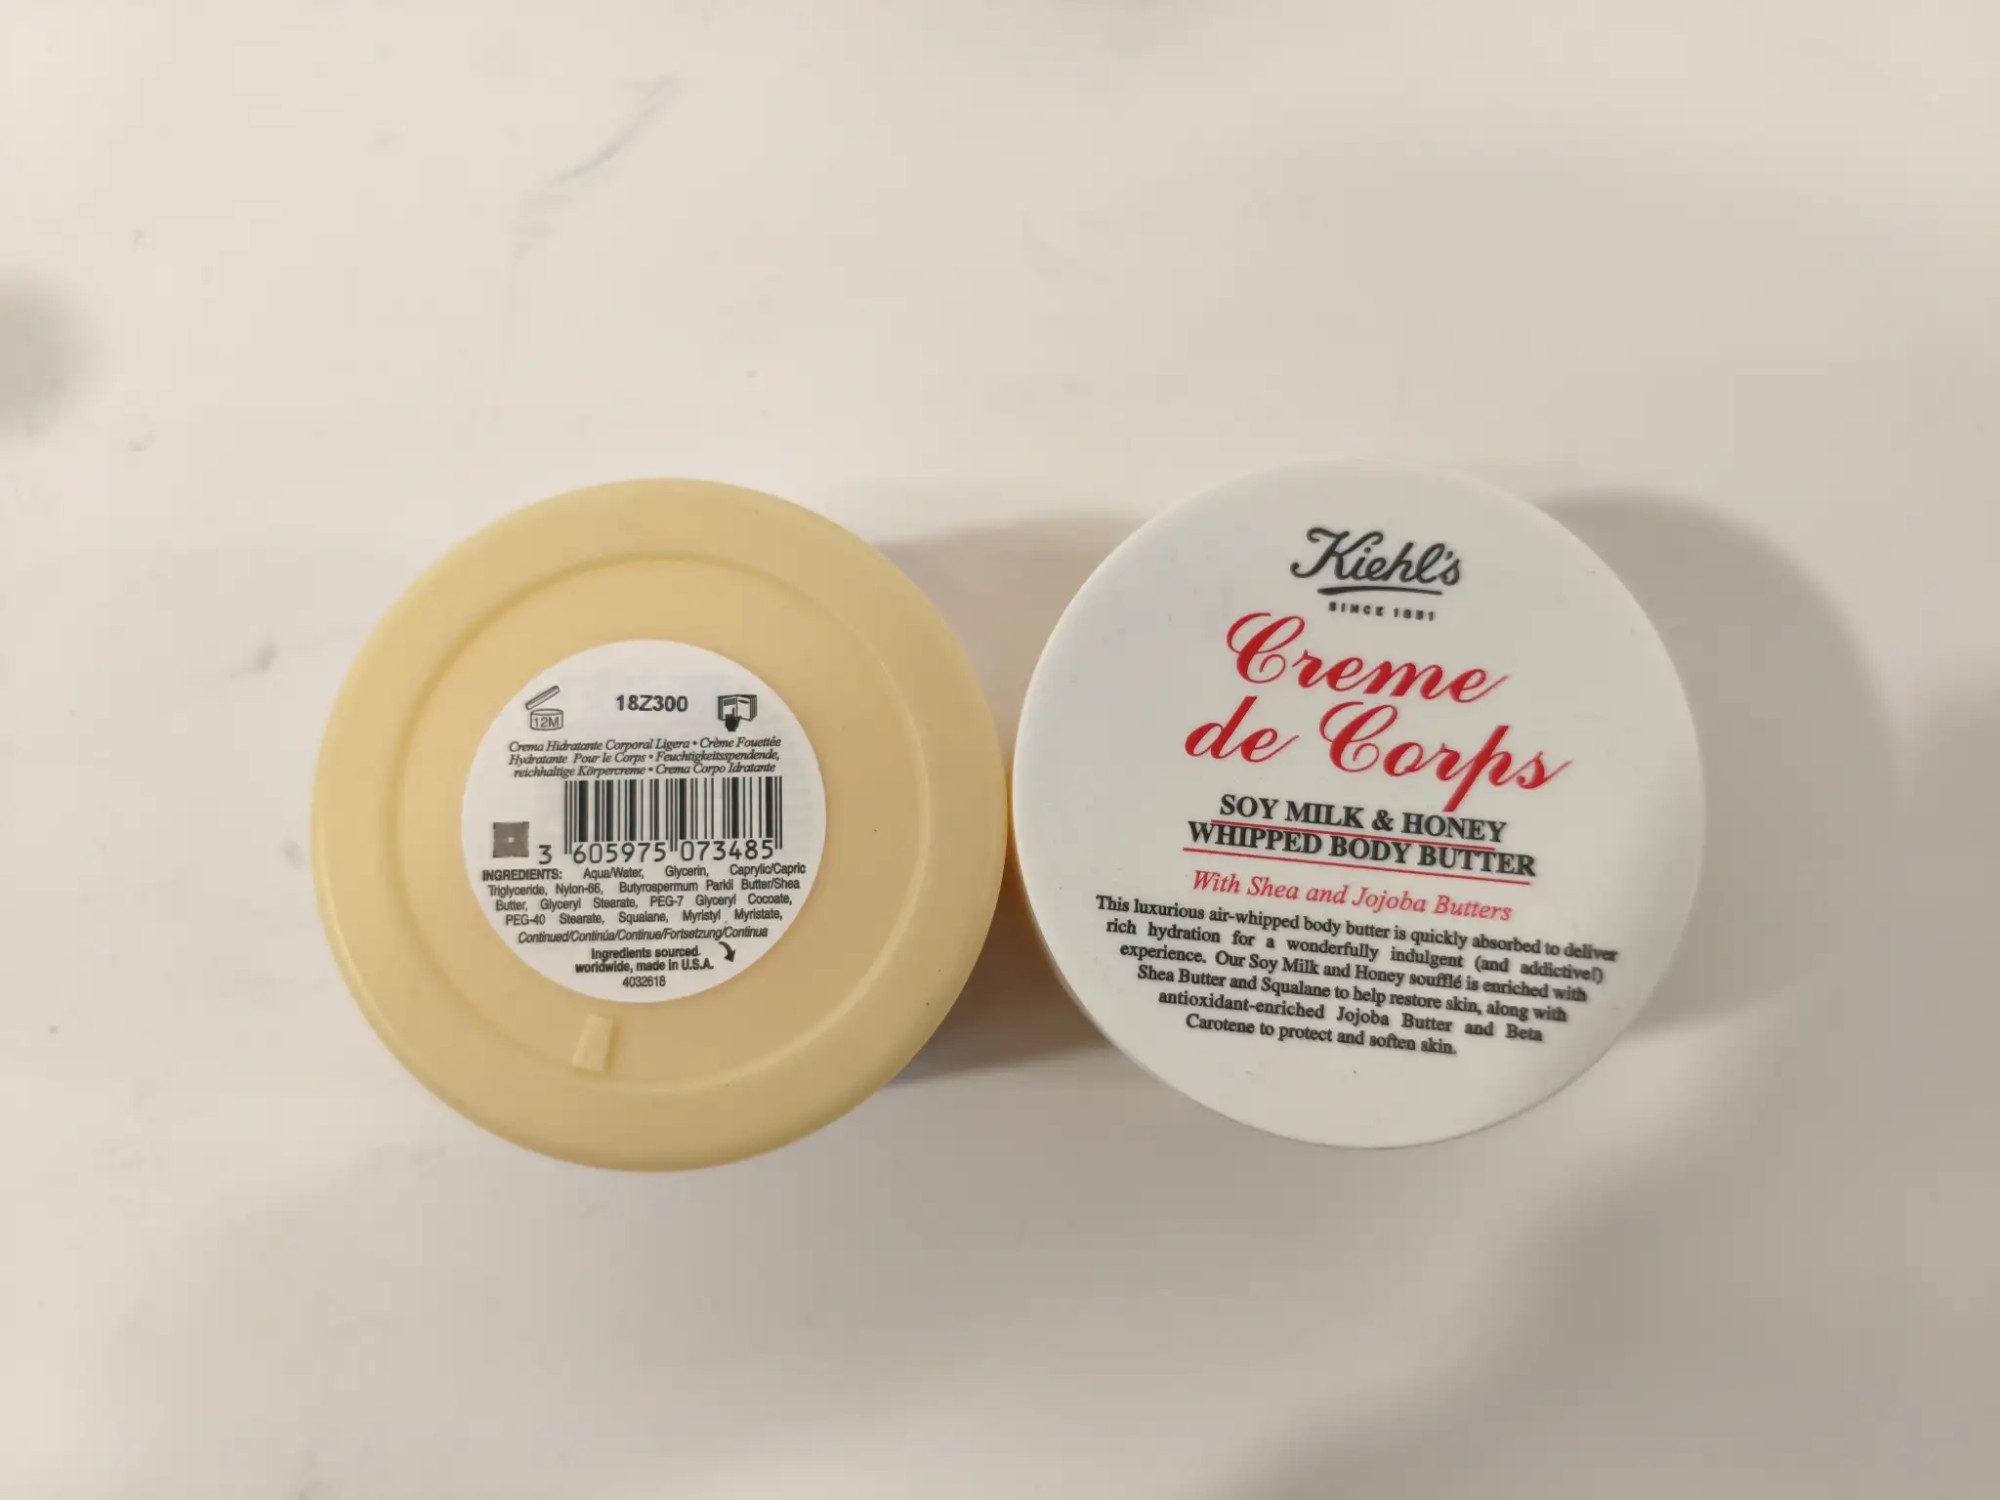 12M
18Z300
Crema Hidratante Corporal Ligera • Crème Fouettée
Hydratante Pour le Corps • Feuchtigkeitsspendende,
reichhaltige Körpercreme • Crema Corpo Idratante
3 605975 073485
INGREDIENTS: Aqua/Water, Glycerin, Caprylic/Capric
Triglyceride, Nylon-66, Butyrospermum Parkii Butter/Shea
Butter, Glyceryl Stearate, PEG-7 Glyceryl Cocoate,
PEG-40 Stearate, Squalane, Myristyl Myristate,
Continued/Continúa/Continue/Fortsetzung/Continua
Ingredients sourced
worldwide, made in U.S.A.
4032618
Kiehl's
SINCE 1851
Creme
de Corps
SOY MILK & HONEY
WHIPPED BODY BUTTER
With Shea and Jojoba Butters
This luxurious air-whipped body butter is quickly absorbed to deliver
rich hydration for a wonderfully indulgent (and addictive!)
experience. Our Soy Milk and Honey soufflé is enriched with
Shea Butter and Squalane to help restore skin, along with
antioxidant-enriched Jojoba Butter and Beta
Carotene to protect and soften skin.